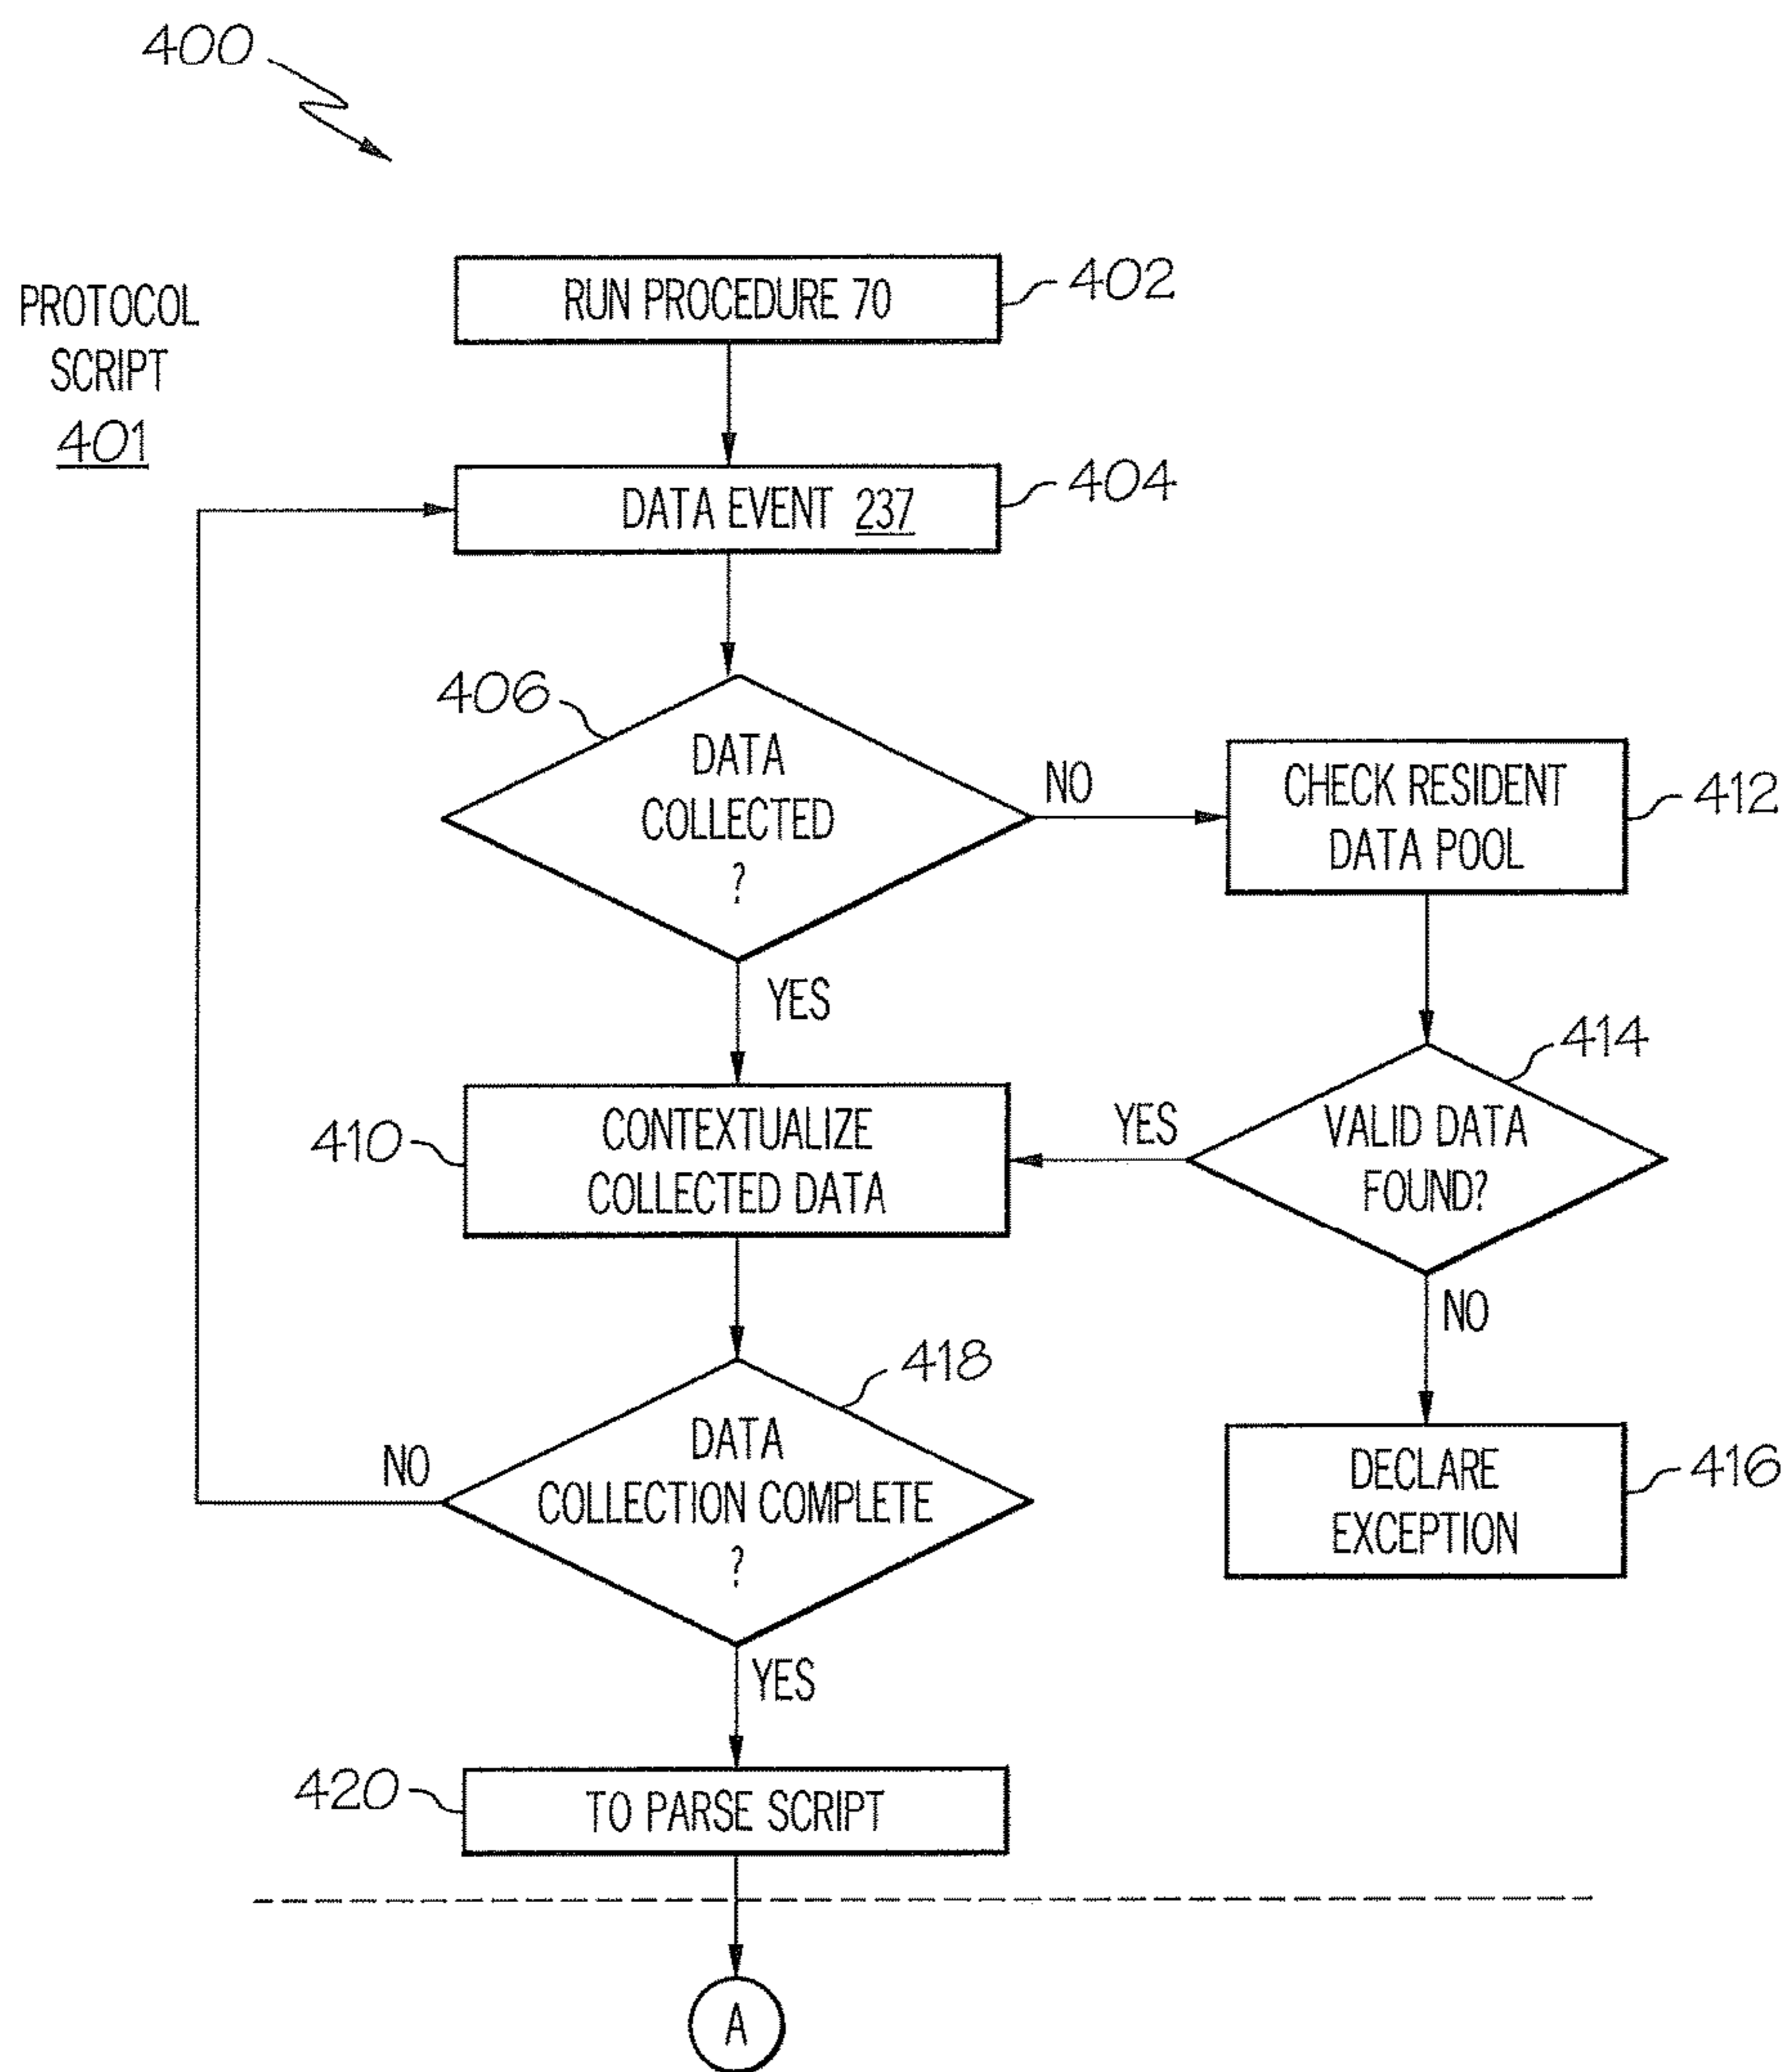 400
PROTOCOL
SCRIPT
401
RUN PROCEDURE 70
402
DATA EVENT 237
404
406
DATA
COLLECTED
?
NO
CHECK RESIDENT
DATA POOL
412
YES
414
VALID DATA
FOUND?
YES
410
CONTEXTUALIZE
COLLECTED DATA
NO
418
DATA
COLLECTION COMPLETE
?
NO
DECLARE
EXCEPTION
416
YES
420
TO PARSE SCRIPT
A